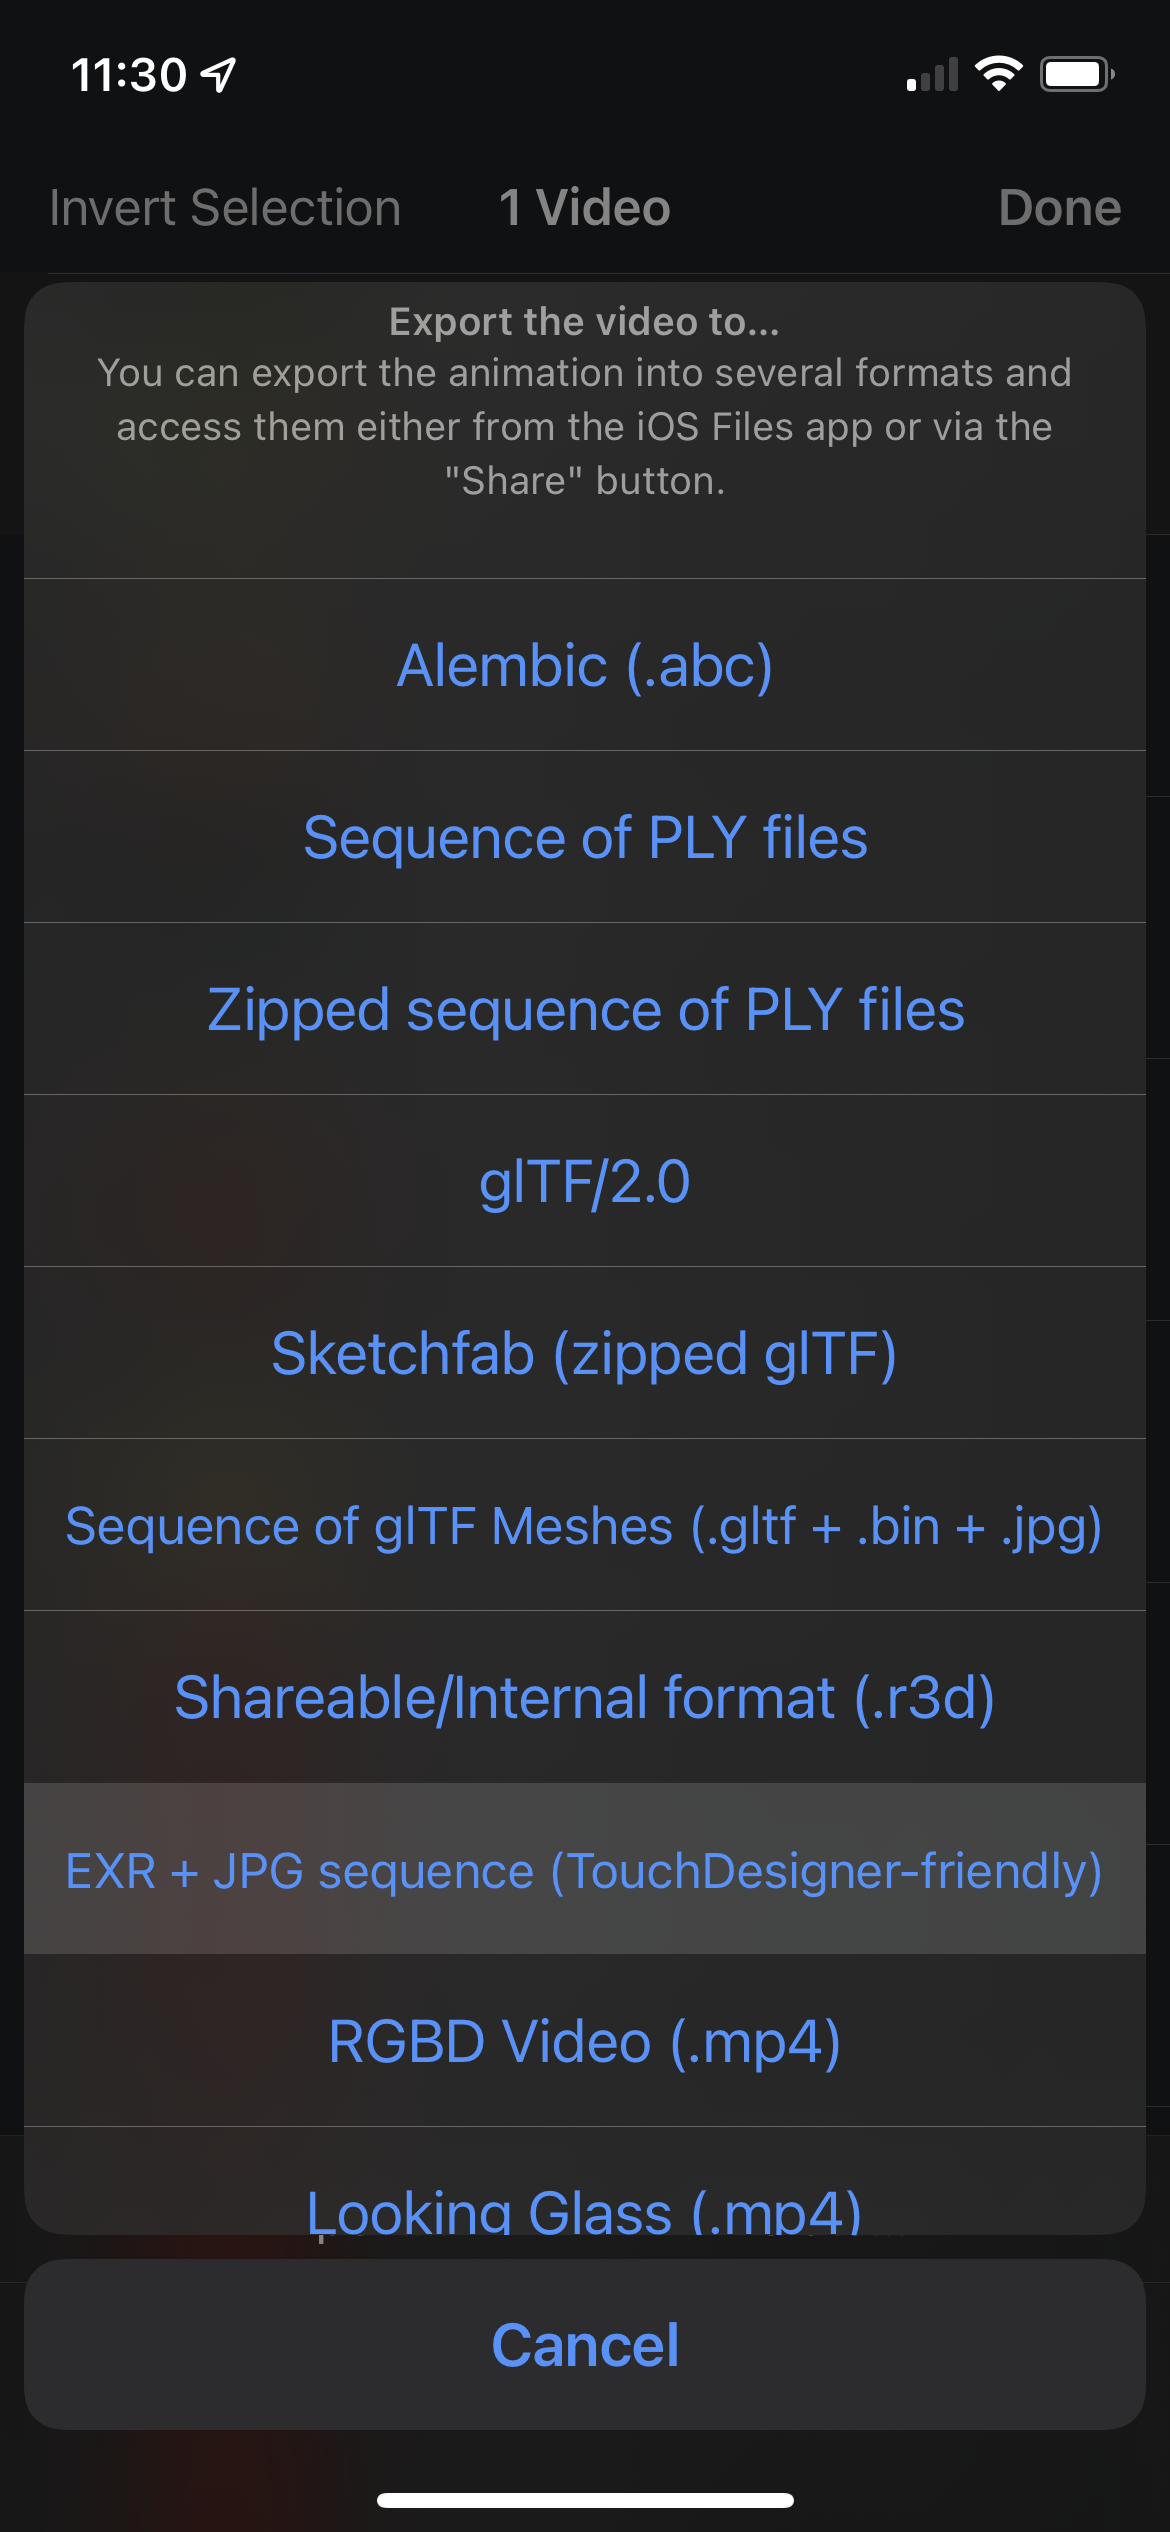 11:30
Invert Selection 1 Video Done
Export the video to...
You can export the animation into several formats and
access them either from the iOS Files app or via the
"Share" button.
Alembic (.abc)
Sequence of PLY files
Zipped sequence of PLY files
glTF/2.0
Sketchfab (zipped glTF)
Sequence of glTF Meshes (.gltf + .bin + .jpg)
Shareable/Internal format (.r3d)
EXR + JPG sequence (TouchDesigner-friendly)
RGBD Video (.mp4)
Looking Glass (.mp4)
Cancel